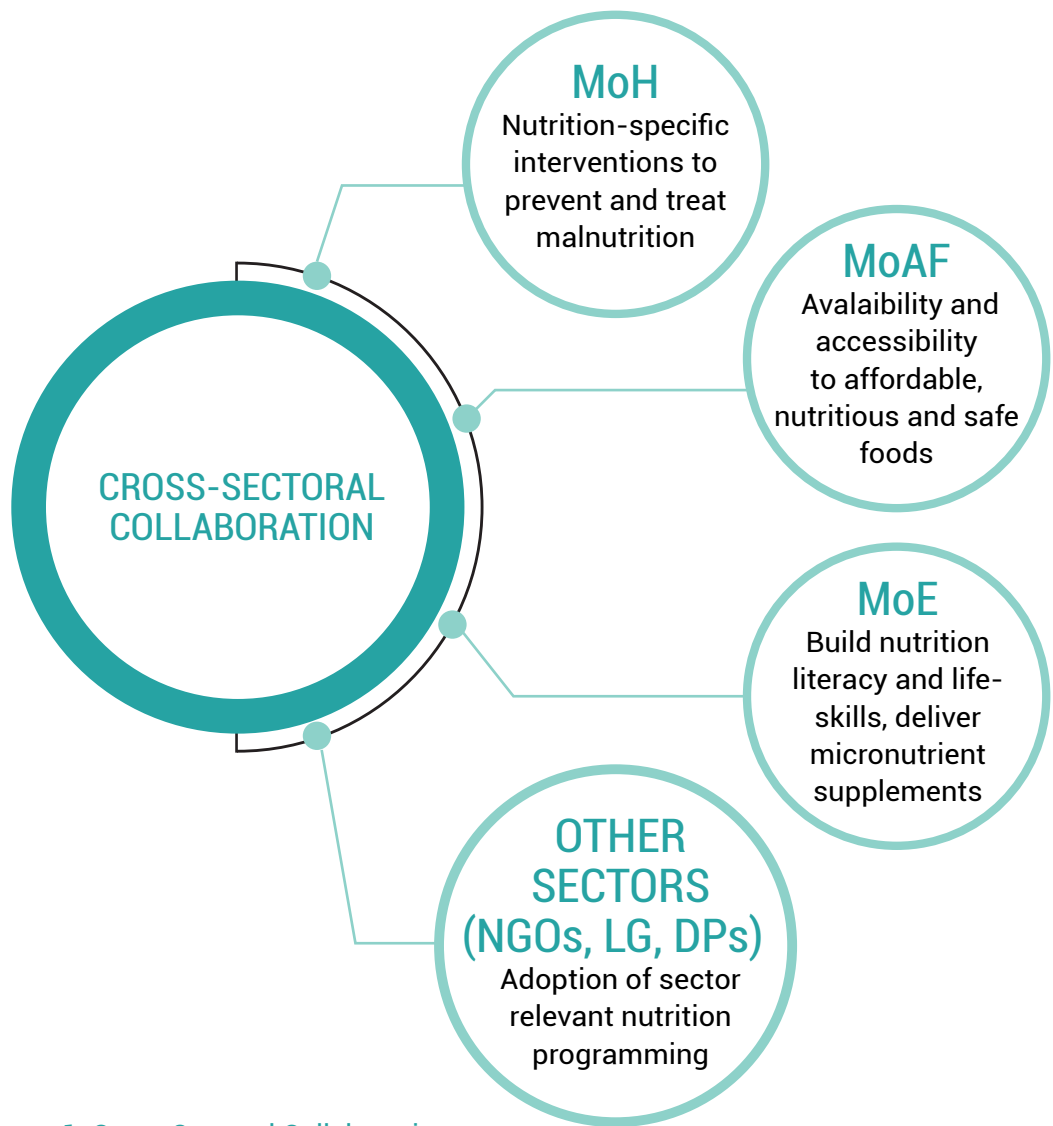 MoH
Nutrition-specific
interventions to
prevent and treat
malnutrition
MoAF
Avalaibility and
accessibility
to affordable,
nutritious and safe
foods
CROSS-SECTORAL
COLLABORATION
MoE
Build nutrition
literacy and life-
skills, deliver
micronutrient
supplements
OTHER
SECTORS
(NGOs, LG, DPs)
Adoption of sector
relevant nutrition
programming